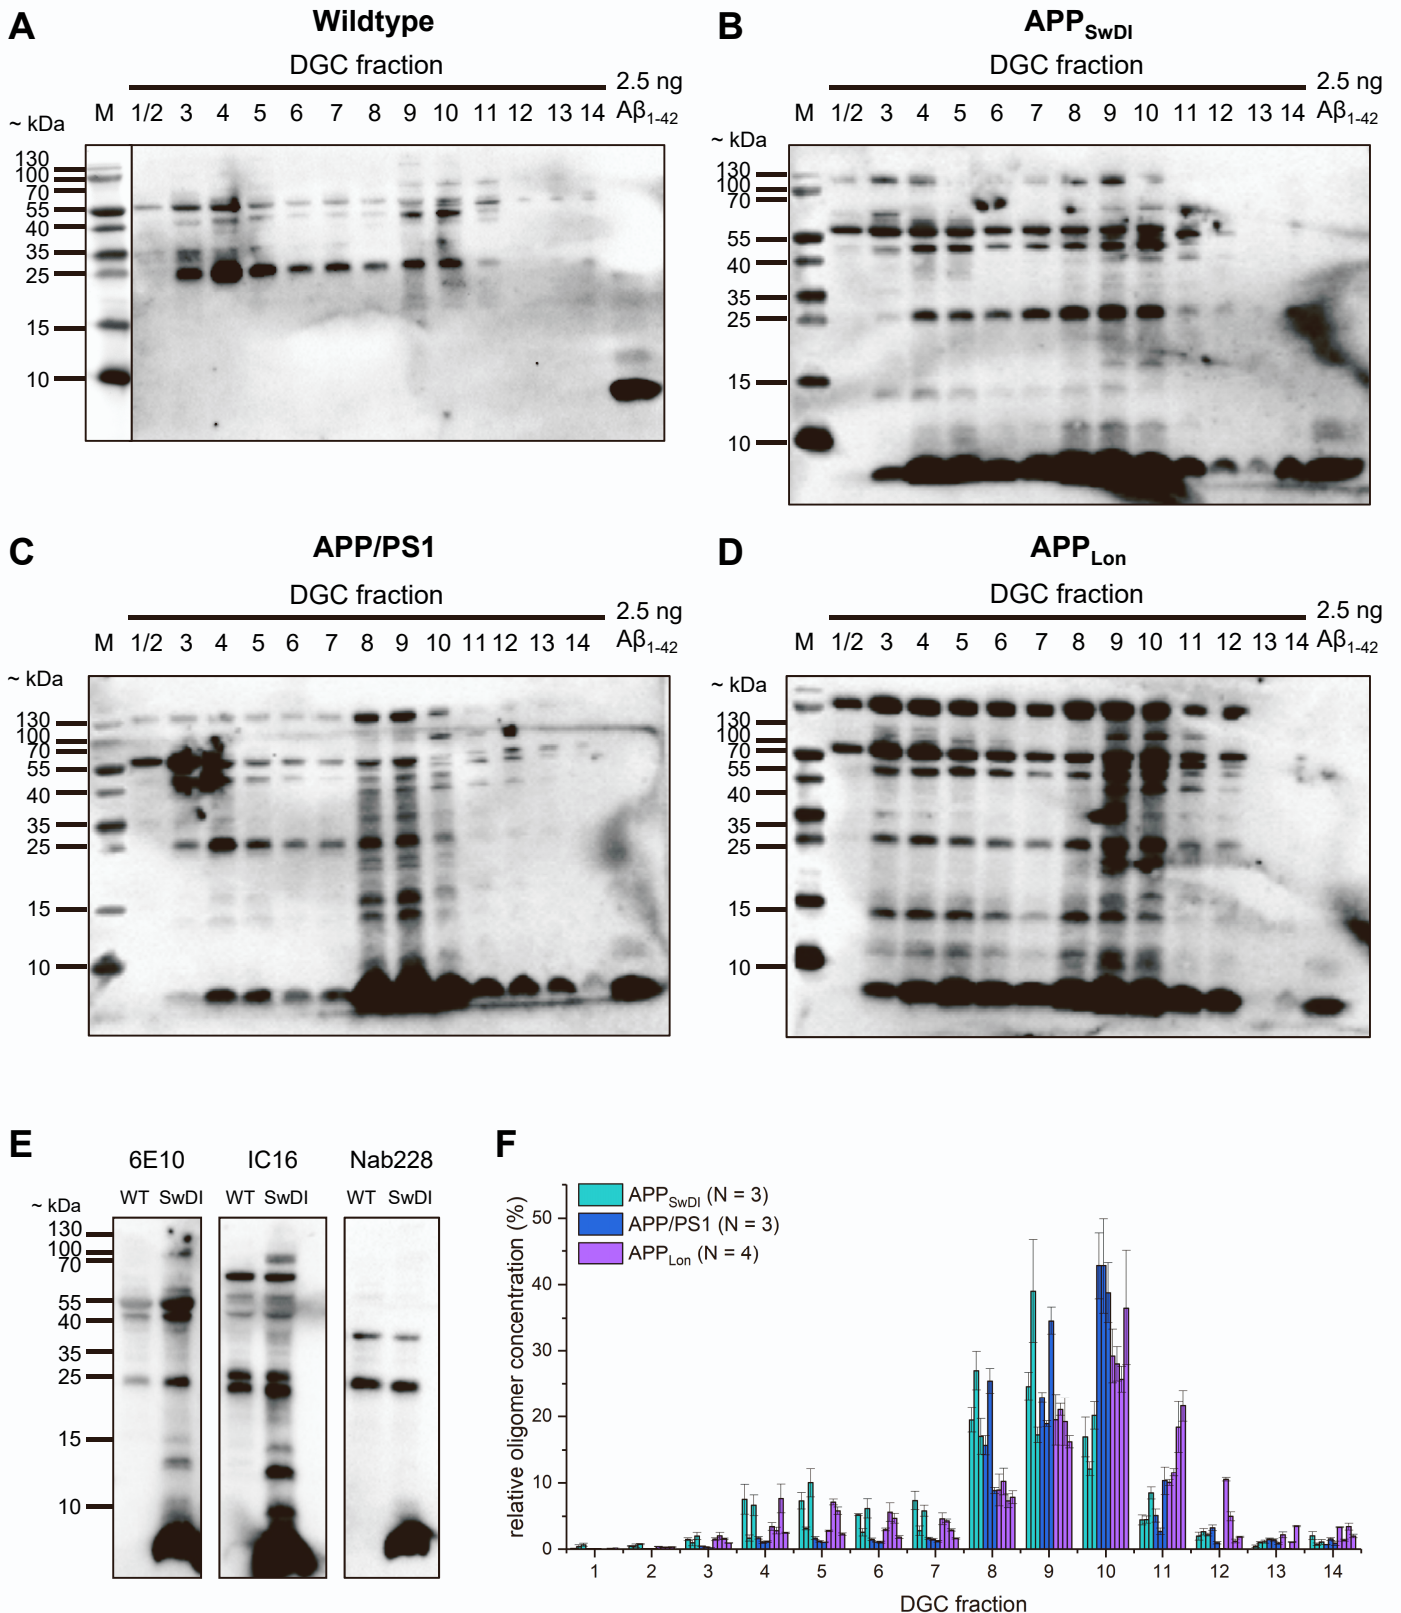 A
Wildtype
DGC fraction
2.5 ng
~ kDa
M 1/2 3 4 5 6 7 8 9 10 11 12 13 14 Aβ1-42
130
100
70
55
40
35
25
15
10
B
APPSwDI
DGC fraction
2.5 ng
~ kDa
M 1/2 3 4 5 6 7 8 9 10 11 12 13 14 Aβ1-42
130
100
70
55
40
35
25
15
10
C
APP/PS1
DGC fraction
2.5 ng
~ kDa
M 1/2 3 4 5 6 7 8 9 10 11 12 13 14 Aβ1-42
130
100
70
55
40
35
25
15
10
D
APPLon
DGC fraction
2.5 ng
~ kDa
M 1/2 3 4 5 6 7 8 9 10 11 12 13 14 Aβ1-42
130
100
70
55
40
35
25
15
10
E
6E10 IC16 Nab228
~ kDa
WT SwDI WT SwDI WT SwDI
130
100
70
55
40
35
25
15
10
F
APPSwDI (N = 3)
APP/PS1 (N = 3)
APPLon (N = 4)
relative oligomer concentration (%)
50
40
30
20
10
0
1 2 3 4 5 6 7 8 9 10 11 12 13 14
DGC fraction